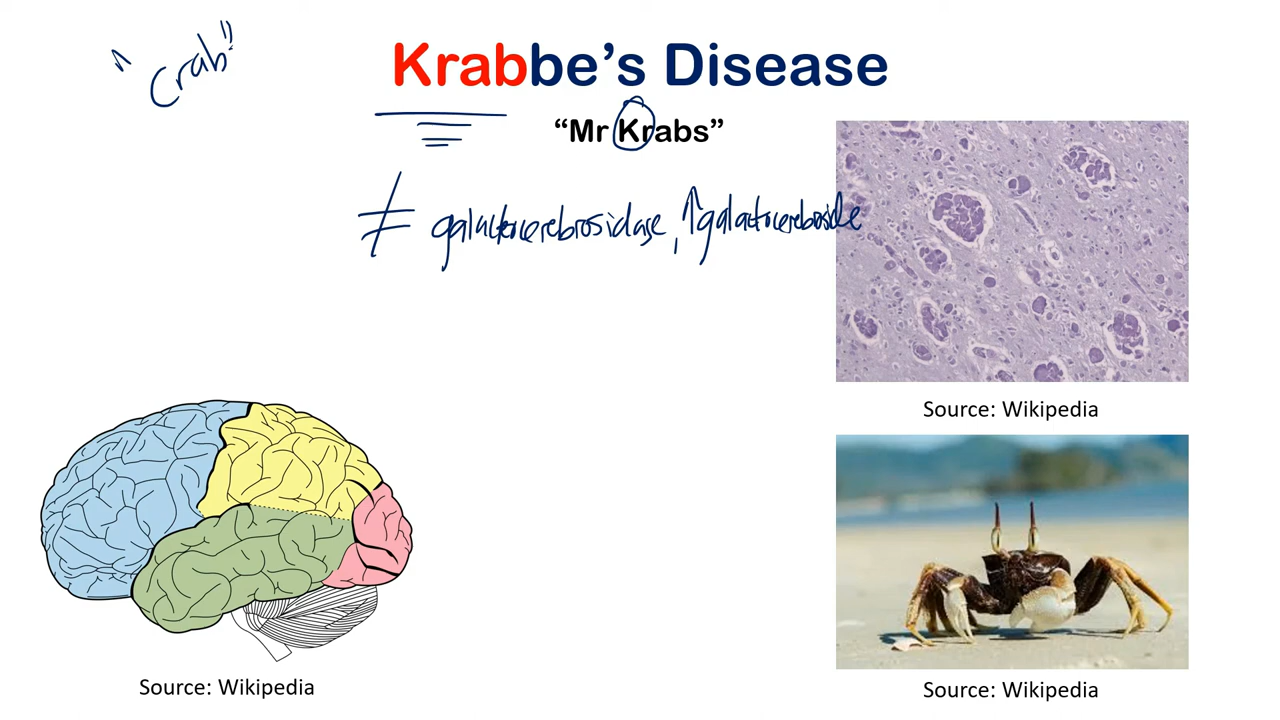 "Crab"
Krabbe's Disease
"Mr Krabs"
≠ galactocerebrosidase, ↑galactocerebroside
Source: Wikipedia
Source: Wikipedia
Source: Wikipedia